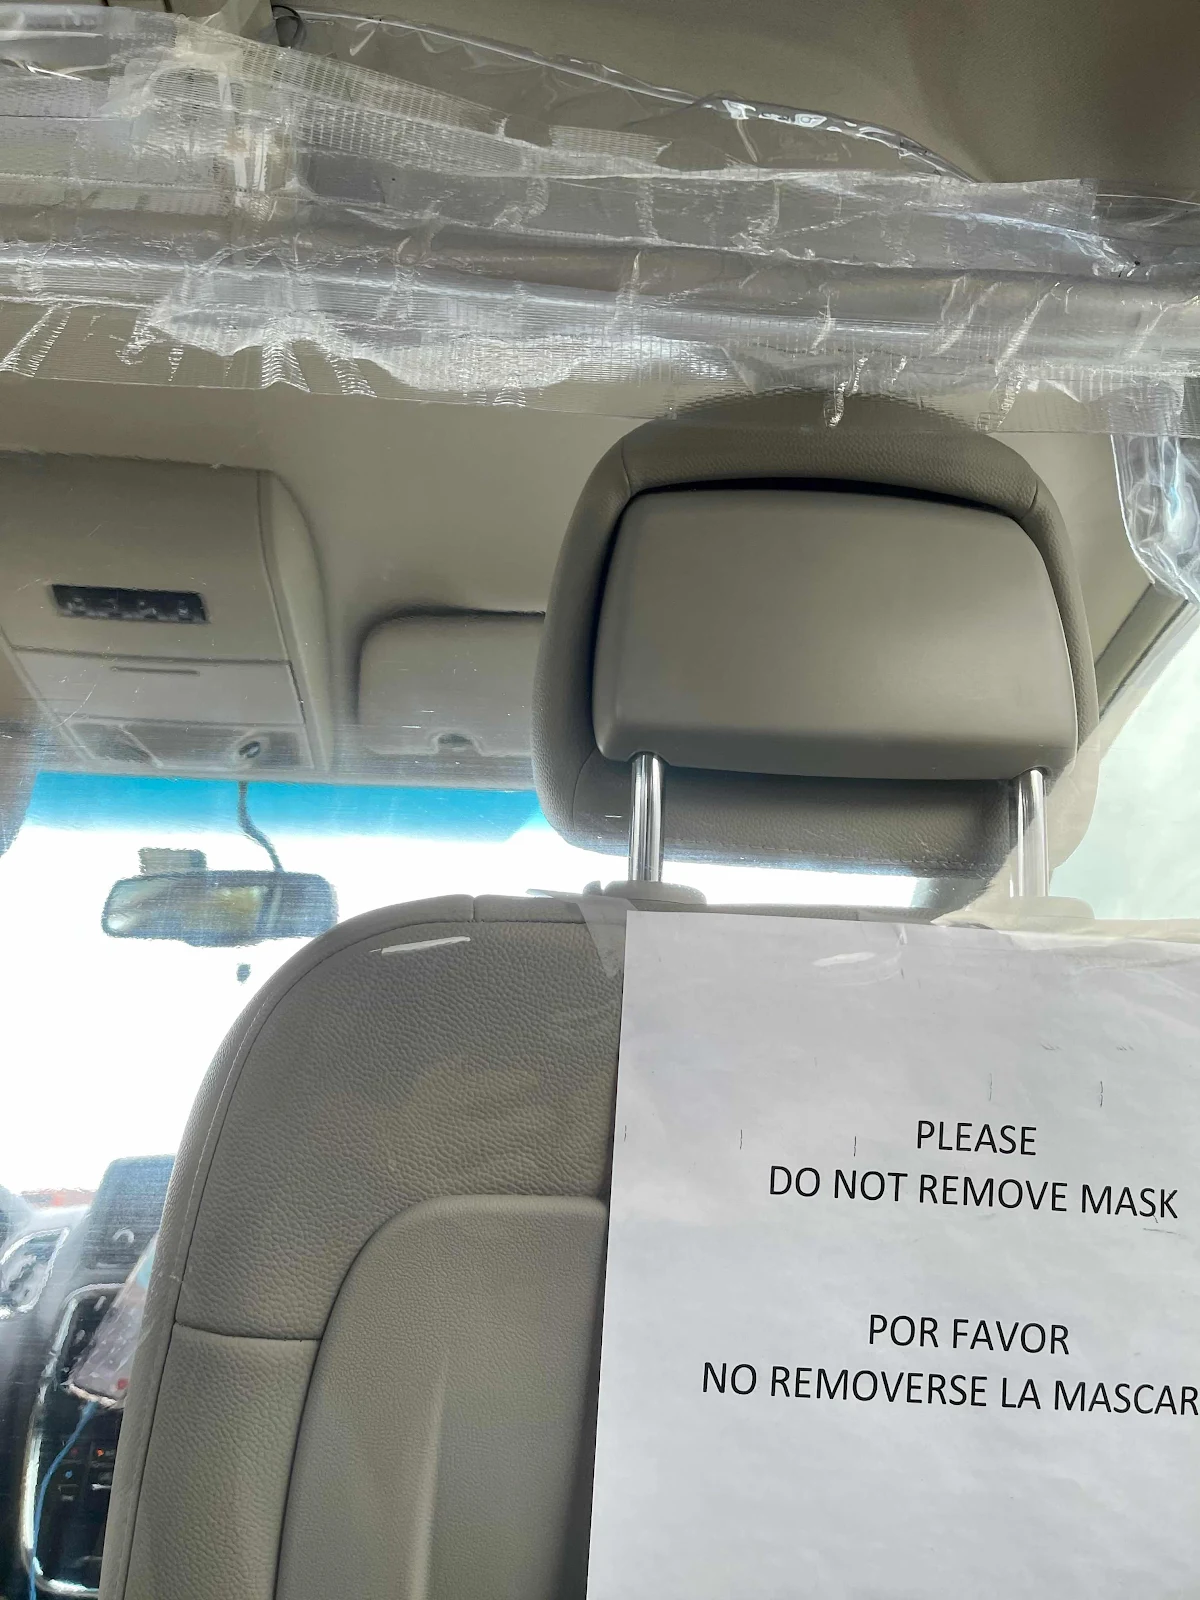 PLEASE
DO NOT REMOVE MASK
POR FAVOR
NO REMOVERSE LA MASCAR